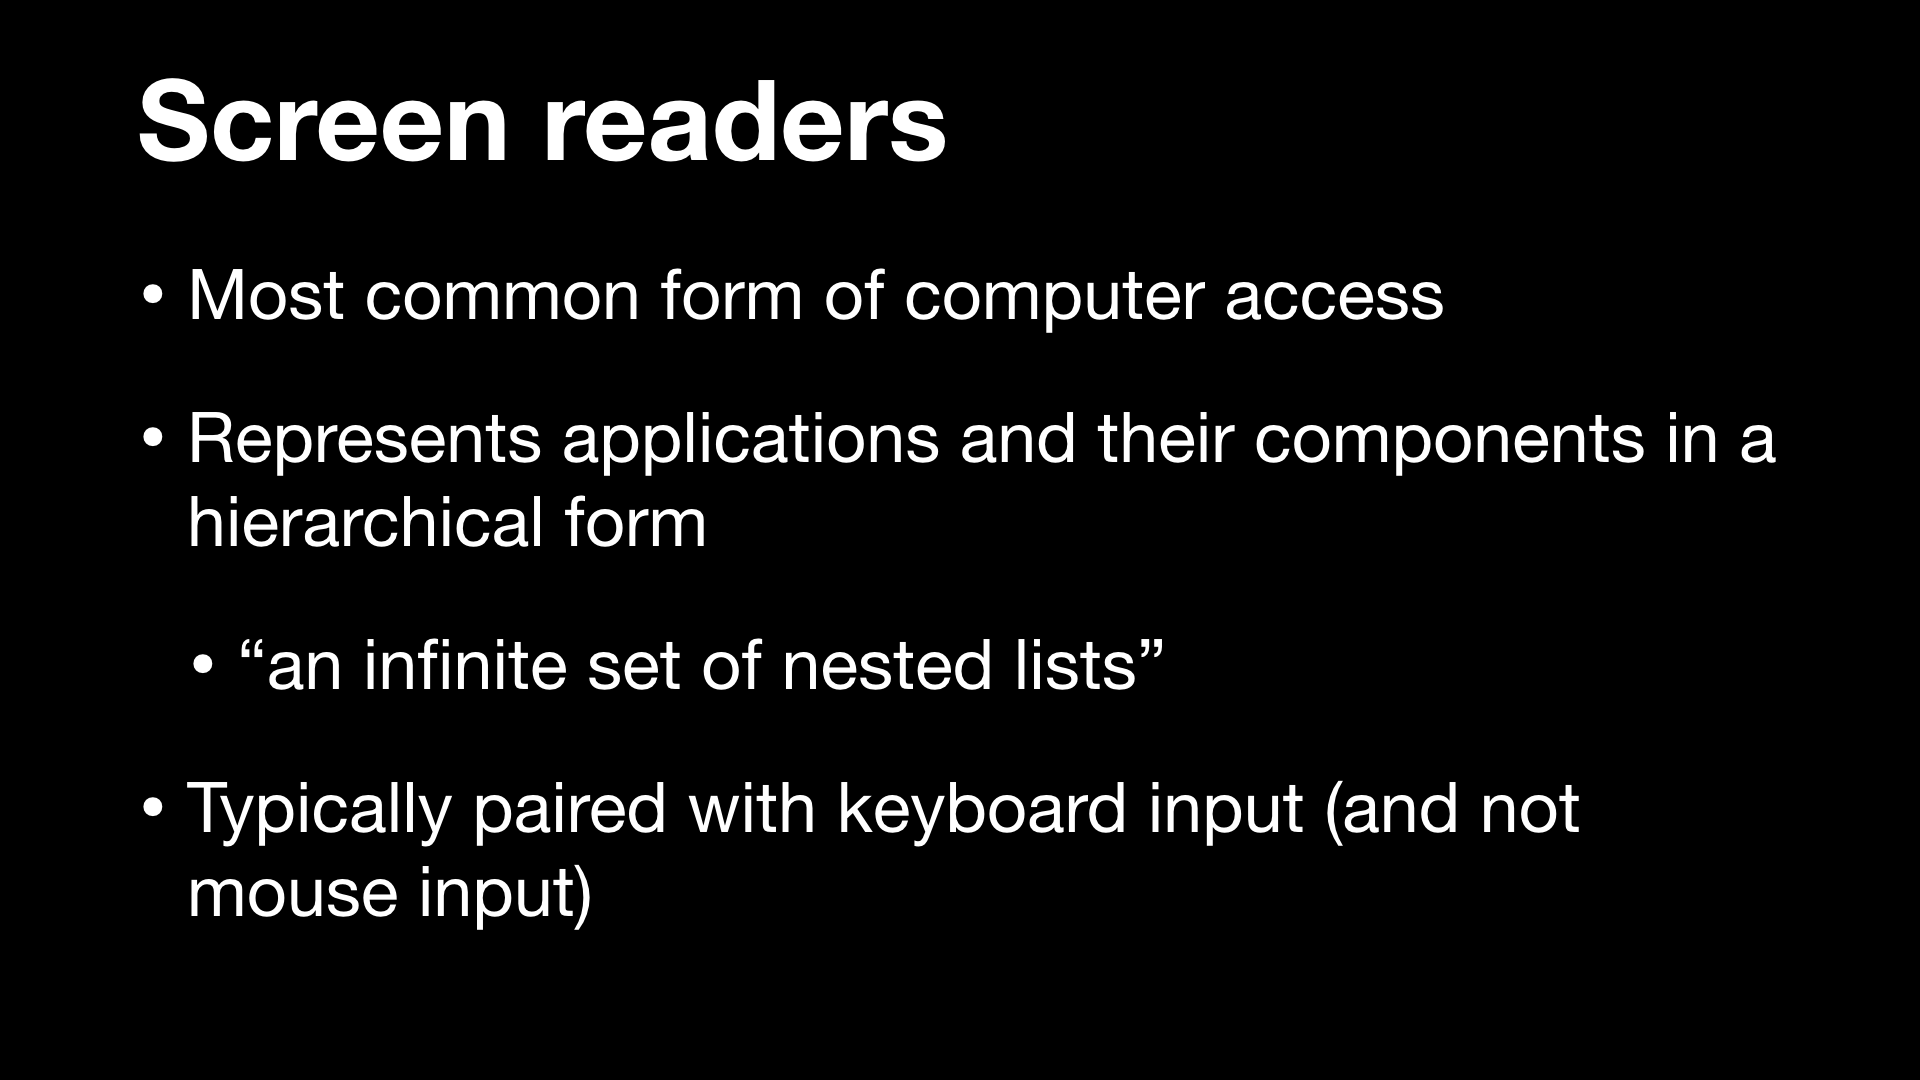 Screen readers
• Most common form of computer access
• Represents applications and their components in a
hierarchical form
• “an infinite set of nested lists”
• Typically paired with keyboard input (and not
mouse input)